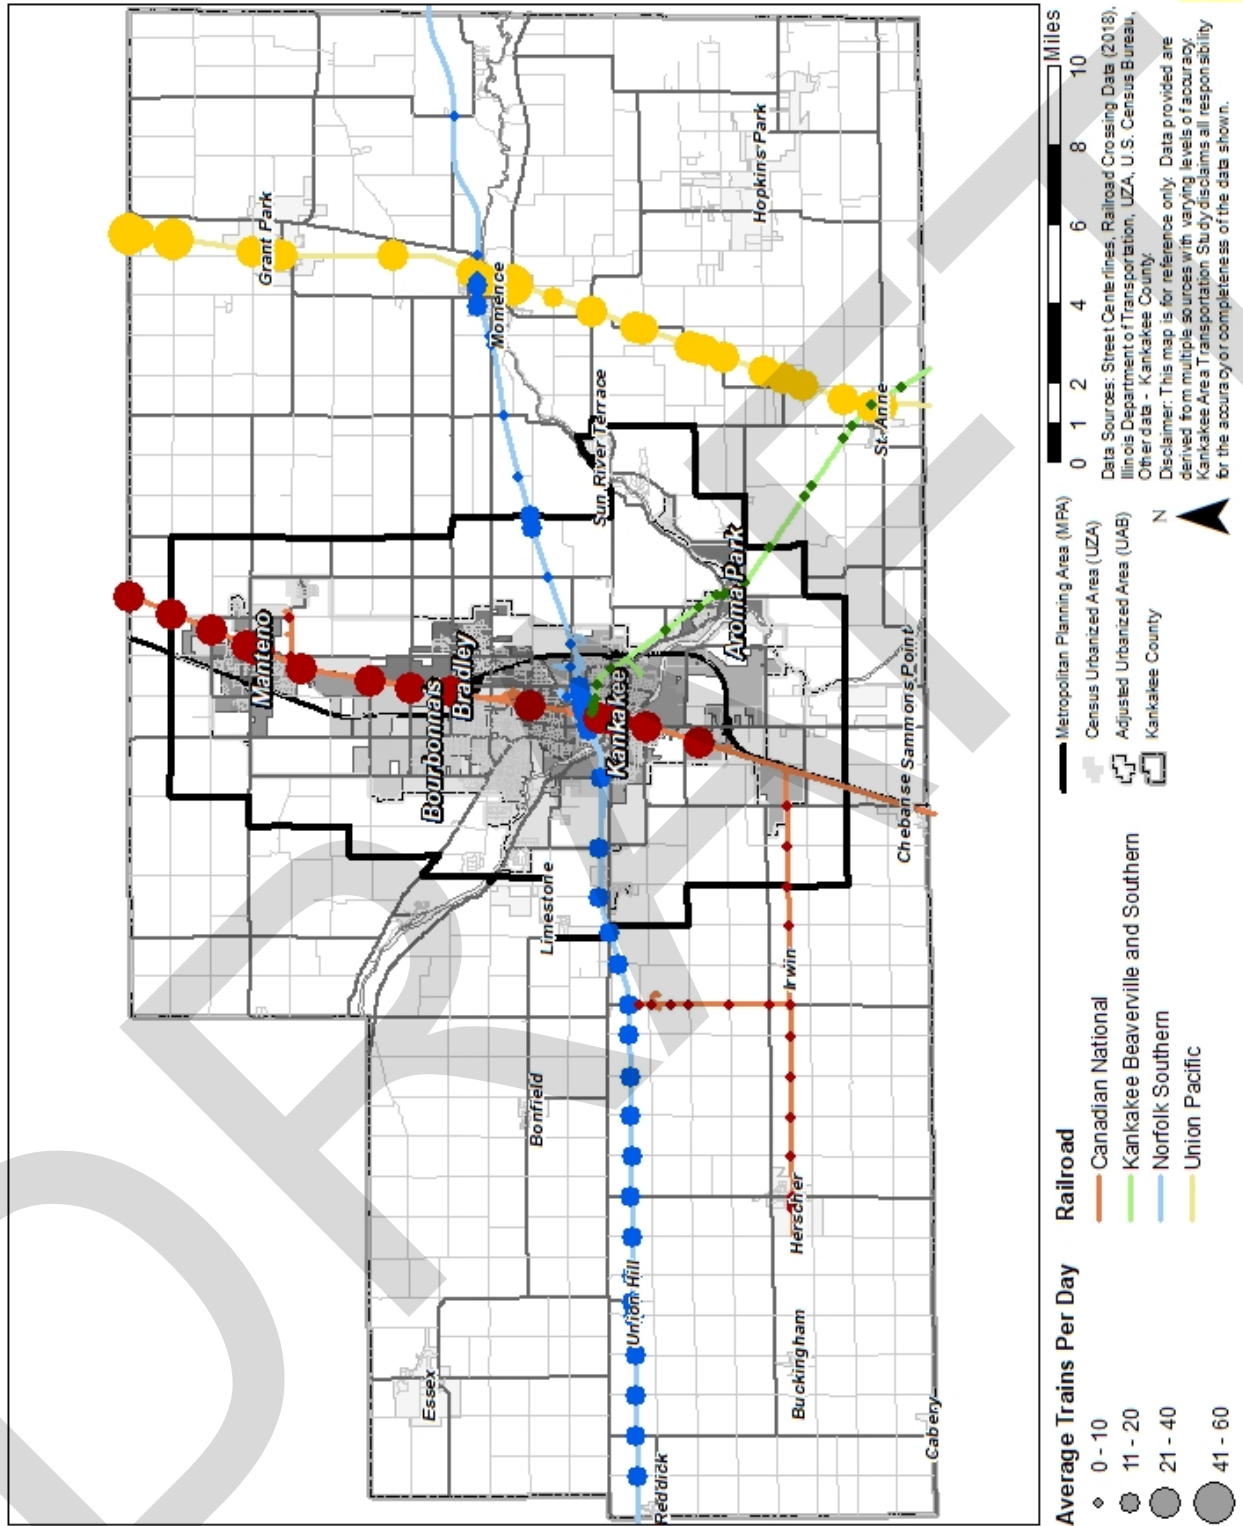 Grant Park
Momence
Hopkins Park
Sun River Terrace
St. Anne
Manteno
Bourbonnais
Bradley
Kankakee
Aroma Park
Limestone
Chebanse
Sammons Point
Irwin
Bonfield
Herscher
Union Hill
Essex
Buckingham
Reddick
Cabery
DRAFT
Average Trains Per Day
0 - 10
11 - 20
21 - 40
41 - 60
Railroad
Canadian National
Kankakee Beaverville and Southern
Norfolk Southern
Union Pacific
Metropolitan Planning Area (MPA)
Census Urbanized Area (UZA)
Adjusted Urbanized Area (UAB)
Kankakee County
N
0 1 2 4 6 8 10
Miles
Data Sources: Street Centerlines, Railroad Crossing Data (2018),
Illinois Department of Transportation, UZA, U.S. Census Bureau,
Other data - Kankakee County.
Disclaimer: This map is for reference only. Data provided are
derived from multiple sources with varying levels of accuracy.
Kankakee Area Transportation Study disclaims all responsibility
for the accuracy or completeness of the data shown.